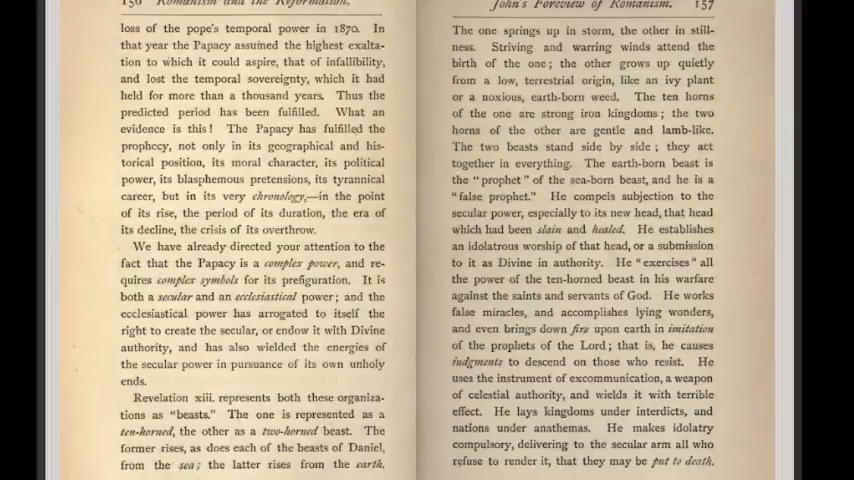 156 Romanism and the Reformation.
loss of the pope's temporal power in 1870. In
that year the Papacy assumed the highest exalta-
tion to which it could aspire, that of infallibility,
and lost the temporal sovereignty, which it had
held for more than a thousand years. Thus the
predicted period has been fulfilled. What an
evidence is this! The Papacy has fulfilled the
prophecy, not only in its geographical and his-
torical position, its moral character, its political
power, its blasphemous pretensions, its tyrannical
career, but in its very chronology,—in the point
of its rise, the period of its duration, the era of
its decline, the crisis of its overthrow.
We have already directed your attention to the
fact that the Papacy is a complex power, and re-
quires complex symbols for its prefiguration. It is
both a secular and an ecclesiastical power; and the
ecclesiastical power has arrogated to itself the
right to create the secular, or endow it with Divine
authority, and has also wielded the energies of
the secular power in pursuance of its own unholy
ends.
Revelation xiii. represents both these organiza-
tions as "beasts." The one is represented as a
ten-horned, the other as a two-horned beast. The
former rises, as does each of the beasts of Daniel,
from the sea; the latter rises from the earth.
John's Foreview of Romanism. 157
The one springs up in storm, the other in still-
ness. Striving and warring winds attend the
birth of the one; the other grows up quietly
from a low, terrestrial origin, like an ivy plant
or a noxious, earth-born weed. The ten horns
of the one are strong iron kingdoms; the two
horns of the other are gentle and lamb-like.
The two beasts stand side by side; they act
together in everything. The earth-born beast is
the "prophet" of the sea-born beast, and he is a
"false prophet." He compels subjection to the
secular power, especially to its new head, that head
which had been slain and healed. He establishes
an idolatrous worship of that head, or a submission
to it as Divine in authority. He "exercises" all
the power of the ten-horned beast in his warfare
against the saints and servants of God. He works
false miracles, and accomplishes lying wonders,
and even brings down fire upon earth in imitation
of the prophets of the Lord; that is, he causes
judgments to descend on those who resist. He
uses the instrument of excommunication, a weapon
of celestial authority, and wields it with terrible
effect. He lays kingdoms under interdicts, and
nations under anathemas. He makes idolatry
compulsory, delivering to the secular arm all who
refuse to render it, that they may be put to death.